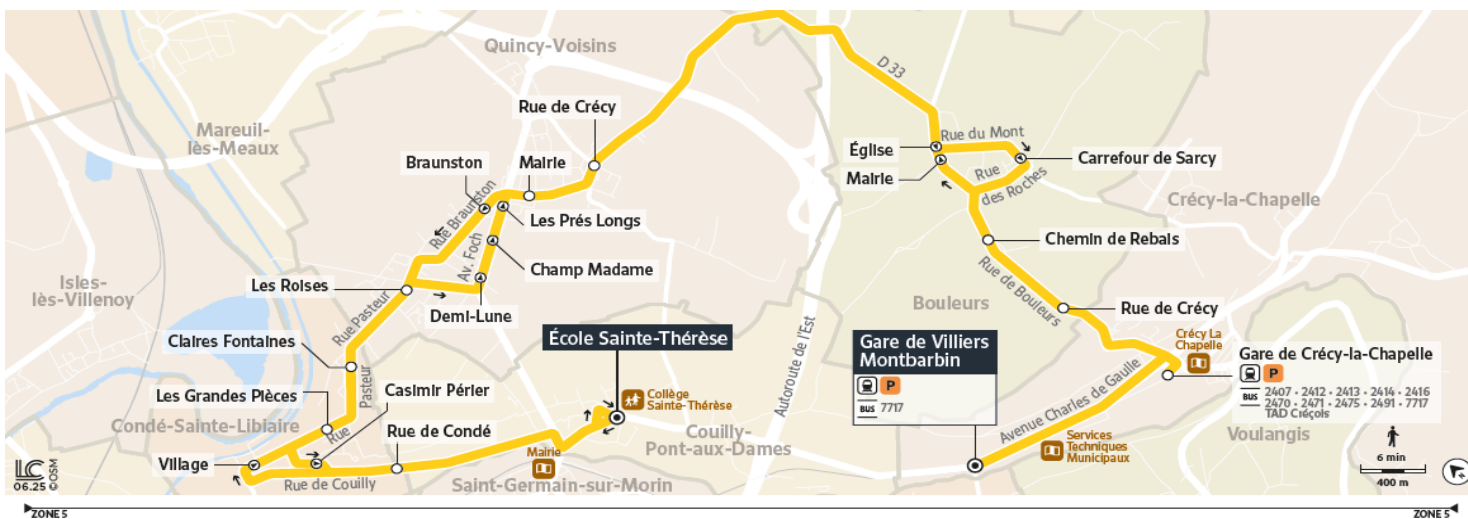 Quincy-Voisins
Mareuil-
lès-Meaux
Isles-
lès-Villenoy
Condé-Sainte-Libiaire
Saint-Germain-sur-Morin
Couilly-
Pont-aux-Dames
Bouleurs
Crécy-la-Chapelle
Voulangis
D 33
Rue de Crécy
Mairie
Braunston
Rue Braunston
Les Prés Longs
Av. Foch
Champ Madame
Demi-Lune
Les Roises
Rue Pasteur
Claires Fontaines
Rue Pasteur
Les Grandes Pièces
Casimir Périer
Village
Rue de Couilly
Rue de Condé
Mairie
École Sainte-Thérèse
Collège
Sainte-Thérèse
Autoroute de l'Est
Église
Mairie
Rue du Mont
Carrefour de Sarcy
Rue
des Roches
Chemin de Rebais
Rue de Bouleurs
Rue de Crécy
Crécy La
Chapelle
Gare de Crécy-la-Chapelle
P
BUS 2407 • 2412 • 2413 • 2414 • 2416
2470 • 2471 • 2475 • 2491 • 7717
TAD Créçois
Avenue Charles de Gaulle
Services
Techniques
Municipaux
Gare de Villiers
Montbarbin
P
BUS 7717
6 min
400 m
LC
06.25 ©OSM
ZONE 5
ZONE 5